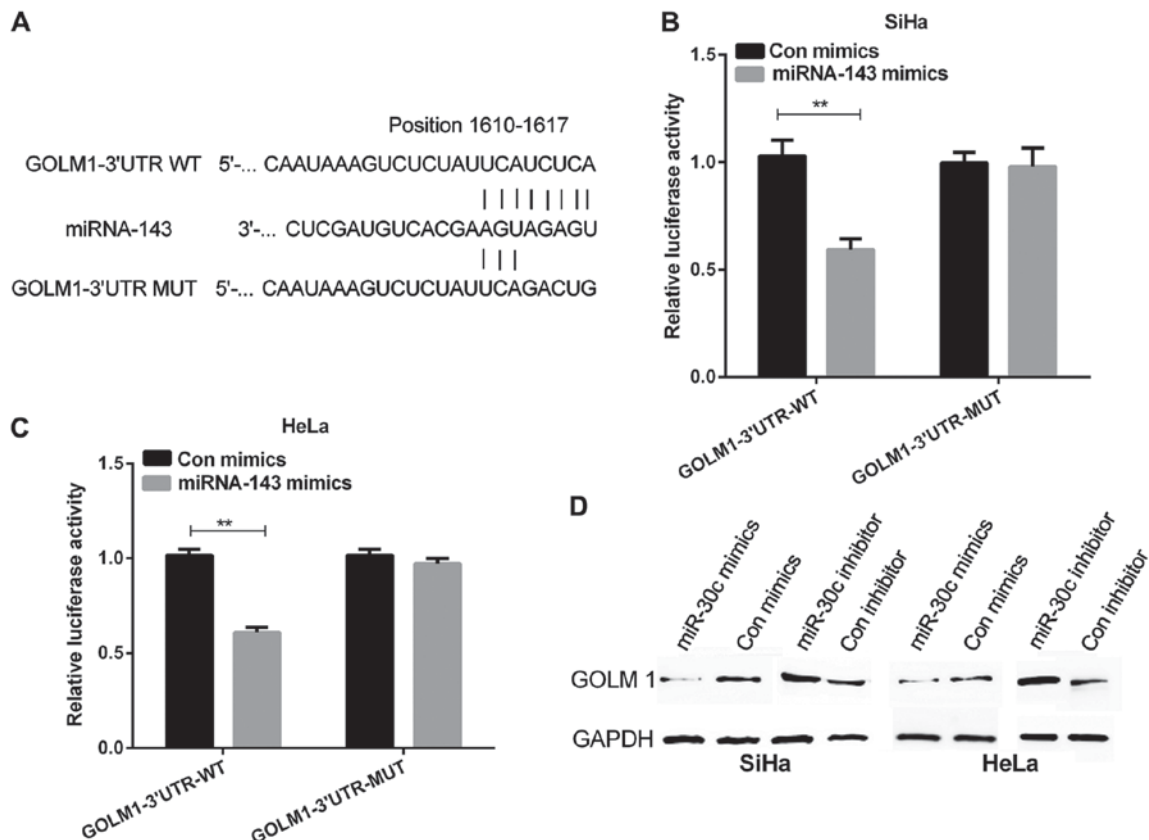 A
Position 1610-1617
GOLM1-3'UTR WT 5'-... CAAUAAAGUCUCUAUUCAUCUCA
miRNA-143 3'-... CUCGAUGUCACGAAGUAGAGU
GOLM1-3'UTR MUT 5'-... CAAUAAAGUCUCUAUUCAGACUG
B
SiHa
Con mimics
miRNA-143 mimics
**
Relative luciferase activity
1.5
1.0
0.5
0.0
GOLM1-3'UTR-WT
GOLM1-3'UTR-MUT
C
HeLa
Con mimics
miRNA-143 mimics
**
Relative luciferase activity
1.5
1.0
0.5
0.0
GOLM1-3'UTR-WT
GOLM1-3'UTR-MUT
D
miR-30c mimics
Con mimics
miR-30c inhibitor
Con inhibitor
miR-30c mimics
Con mimics
miR-30c inhibitor
Con inhibitor
GOLM 1
GAPDH
SiHa
HeLa